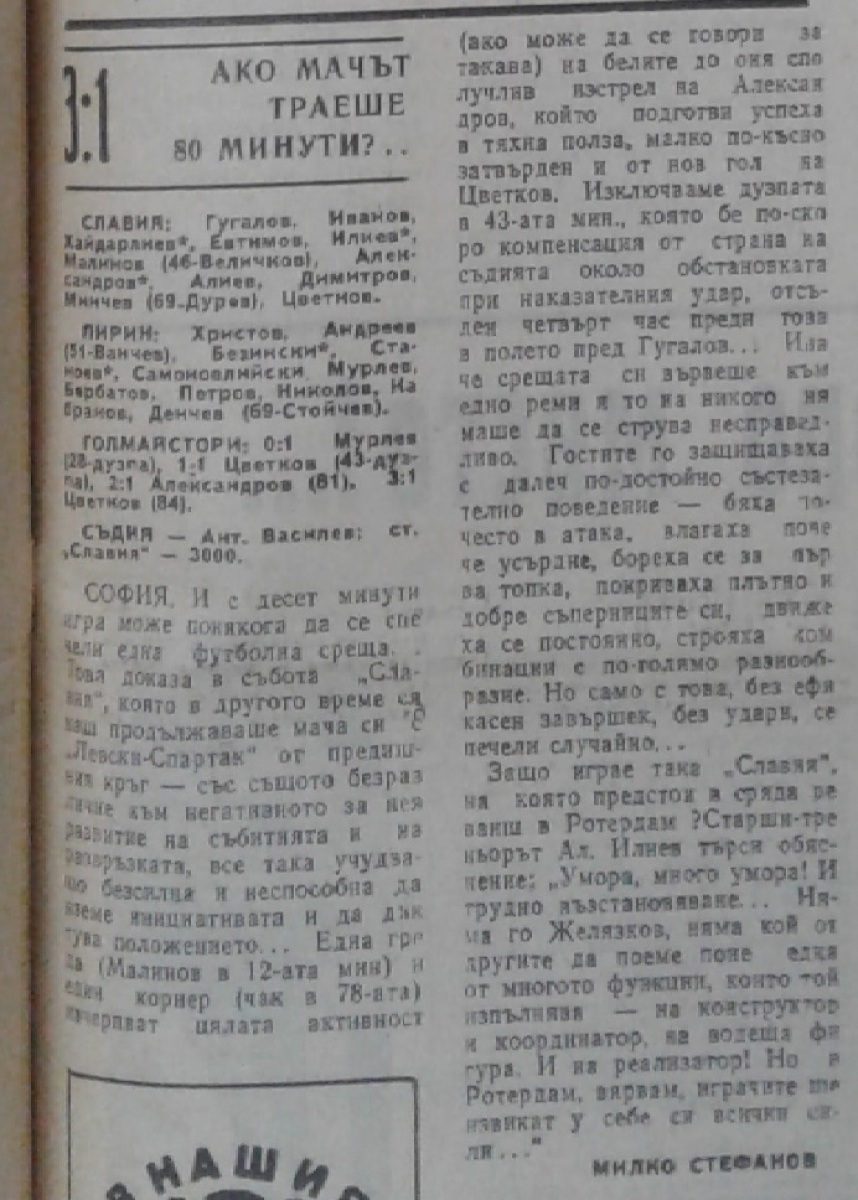 3:1
АКО МАЧЪТ
ТРАЕШЕ
80 МИНУТИ?..
СЛАВИЯ: Гугалов, Иванов,
Хайдарлиев*, Евтимов, Илиев*,
Малинов (46-Величков), Алек-
сандров*, Алиев, Димитров,
Минчев (69-Дурев), Цветков.
ПИРИН: Христов, Андреев
(51-Ванчев), Безински*, Ста-
ноев*, Самоковлийски, Мурлев,
Барбатов, Петров, Николов, Ка
бранов, Денчев (69-Стойчев).
ГОЛМАЙСТОРИ: 0:1 Мурлев
(28-дузпа), 1:1 Цветков (43-дуз-
па), 2:1 Александров (81), 3:1
Цветков (84).
СЪДИЯ — Ант. Василев; ст.
„Славия“ — 3000.
СОФИЯ. И с десет минути
игра може понякога да се спе
чели една футболна среща. .
Това доказа в събота „Сла-
вия“, която в другото време ся
каш продължаваше мача си с
„Левски-Спартак“ от предиш-
ния кръг — със същото безраз
личие към негативното за нея
развитие на събитията и на
развръзката, все така учудва-
що безсилна и неспособна да
вземе инициативата и да дик
тува положението... Една гре
да (Малинов в 12-ата мин) и
един корнер (чак в 78-ата)
изчерпват цялата активност
(ако може да се говори за
такава) на белите до оня спо
лучлив изстрел на Алексан
дров, който подготви успеха
в тяхна полза, малко по-късно
затвърден и от нов гол на
Цветков. Изключваме дузпата
в 43-ата мин., която бе по-ско
ро компенсация от страна на
съдията около обстановката
при наказателния удар, отсъ-
ден четвърт час преди това
в полето пред Гугалов... Ина
че срещата си вървеше към
едно реми и то на никого ня
маше да се струва несправед-
ливо. Гостите го защищаваха
с далеч по-достойно състеза-
телно поведение — бяха по-
често в атака, влагаха пове
че усърдие, бореха се за вър
ва топка, покриваха плътно и
добре съперниците си, движе
ха се постоянно, строяха ком
бинации с по-голямо разнооб-
разие. Но само с това, без ефи
касен завършек, без удари, се
печели случайно...
Защо играе така „Славия“,
на която предстои в сряда ре
ванш в Ротердам ?Старши-тре
ньорът Ал. Илиев търси обяс-
нение: „Умора, много умора! И
трудно възстановяване... Ня-
ма го Желязков, няма кой от
другите да поеме поне една
от многото функции, които той
изпълнява — на конструктор
и координатор, на водеща фи
гура. И на реализатор! Но в
Ротердам, вярвам, играчите ще
извикат у себе си всички си-
ли...“
МИЛКО СТЕФАНОВ
В НАШИЯ